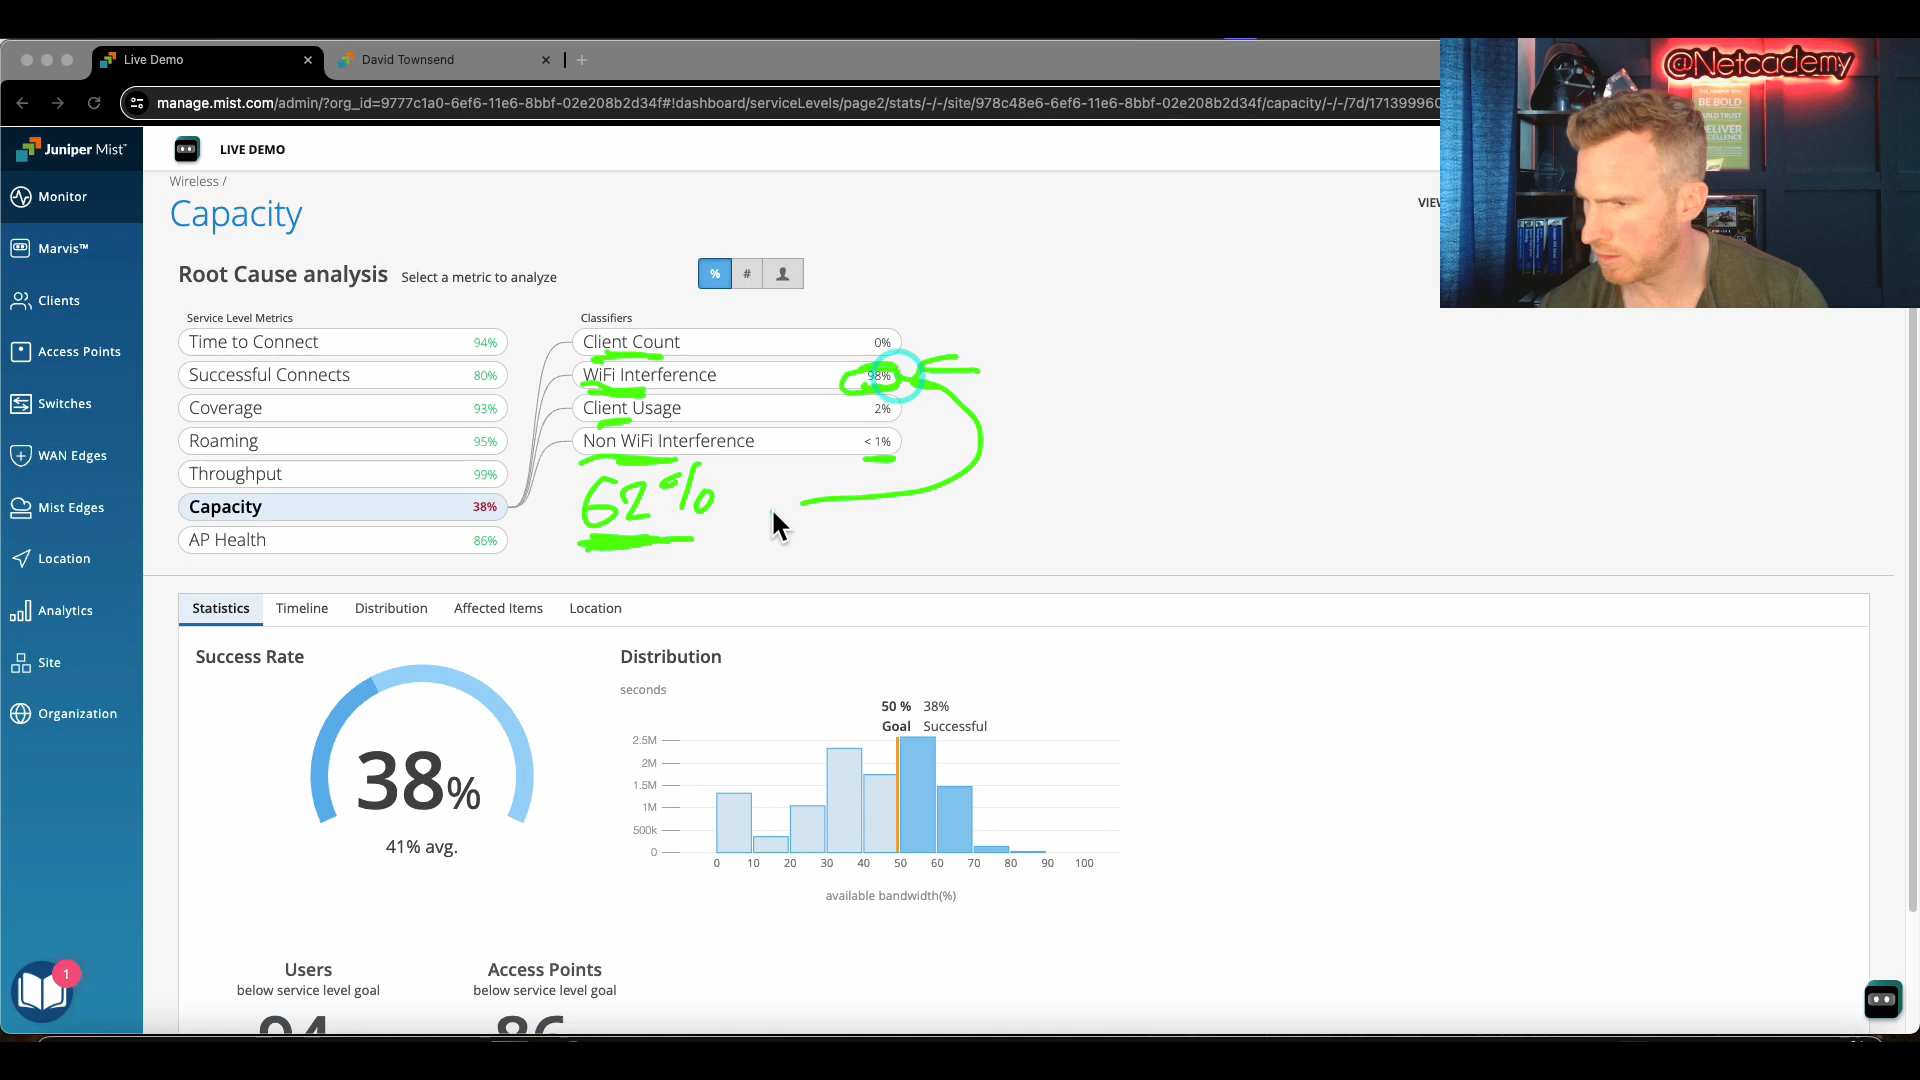 Live Demo
David Townsend
manage.mist.com/admin/?org_id=9777c1a0-6ef6-11e6-8bbf-02e208b2d34f#!dashboard/serviceLevels/page2/stats/-/-/site/978c48e6-6ef6-11e6-8bbf-02e208b2d34f/capacity/-/-/7d/171399960
@Netcademy
BE BOLD
BUILD TRUST
DELIVER
EXCELLENCE
Juniper Mist™
LIVE DEMO
Monitor
Marvis™
Clients
Access Points
Switches
WAN Edges
Mist Edges
Location
Analytics
Site
Organization
1
Wireless /
Capacity
Root Cause analysis Select a metric to analyze
% #
Service Level Metrics
Time to Connect 94%
Successful Connects 80%
Coverage 93%
Roaming 95%
Throughput 99%
Capacity 38%
AP Health 86%
Classifiers
Client Count 0%
WiFi Interference 98%
Client Usage 2%
Non WiFi Interference < 1%
62%
Statistics Timeline Distribution Affected Items Location
Success Rate
38%
41% avg.
Distribution
seconds
50 % 38%
Goal Successful
2.5M
2M
1.5M
1M
500k
0
0 10 20 30 40 50 60 70 80 90 100
available bandwidth(%)
Users
below service level goal
Access Points
below service level goal